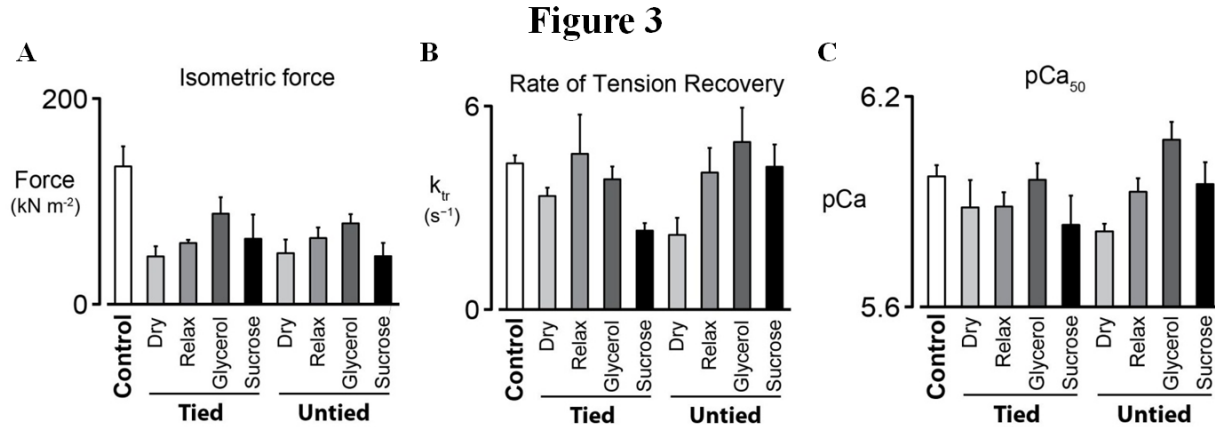 Figure 3
A
Isometric force
200
Force
(kN m⁻²)
0
Control
Dry
Relax
Glycerol
Sucrose
Dry
Relax
Glycerol
Sucrose
Tied
Untied
B
Rate of Tension Recovery
6
kₜᵣ
(s⁻¹)
0
Control
Dry
Relax
Glycerol
Sucrose
Dry
Relax
Glycerol
Sucrose
Tied
Untied
C
pCa₅₀
6.2
pCa
5.6
Control
Dry
Relax
Glycerol
Sucrose
Dry
Relax
Glycerol
Sucrose
Tied
Untied